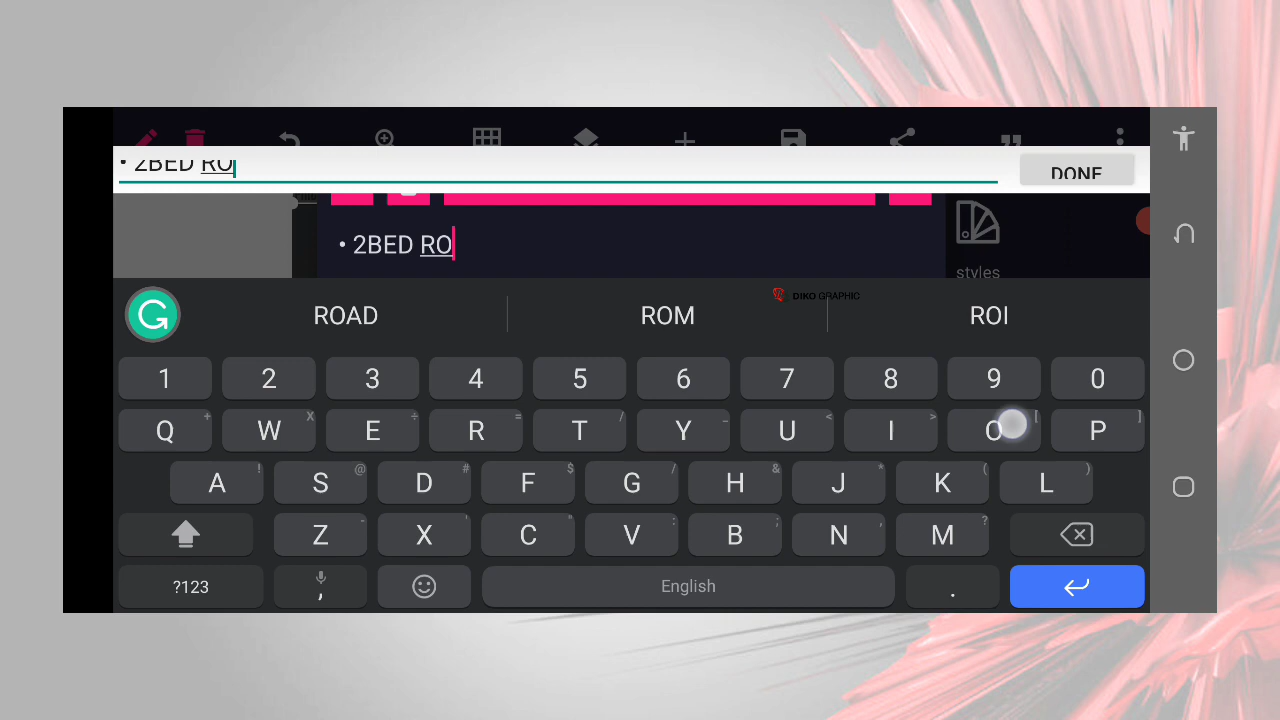 • 2BED RO
DONE
• 2BED RO
styles
DIKO GRAPHIC
ROAD ROM ROI
1 2 3 4 5 6 7 8 9 0
Q + W X E ÷ R = T / Y _ U < I > O [ P ]
A ! S @ D # F $ G / H & J * K ( L )
Z - X ' C " V : B ; N , M ?
?123 , English .